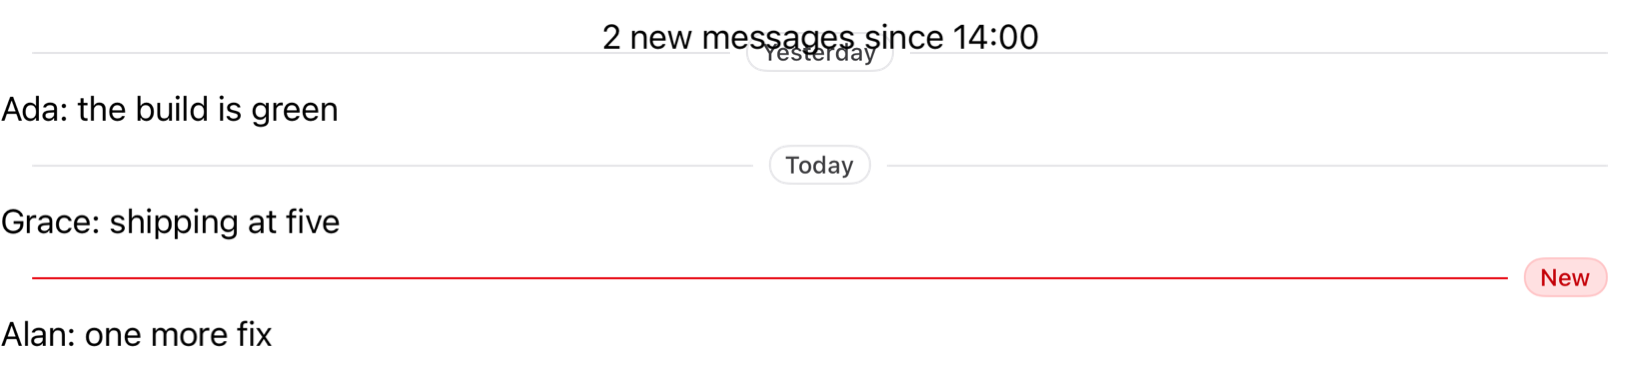 2 new messages since 14:00
Yesterday
Ada: the build is green
Today
Grace: shipping at five
New
Alan: one more fix